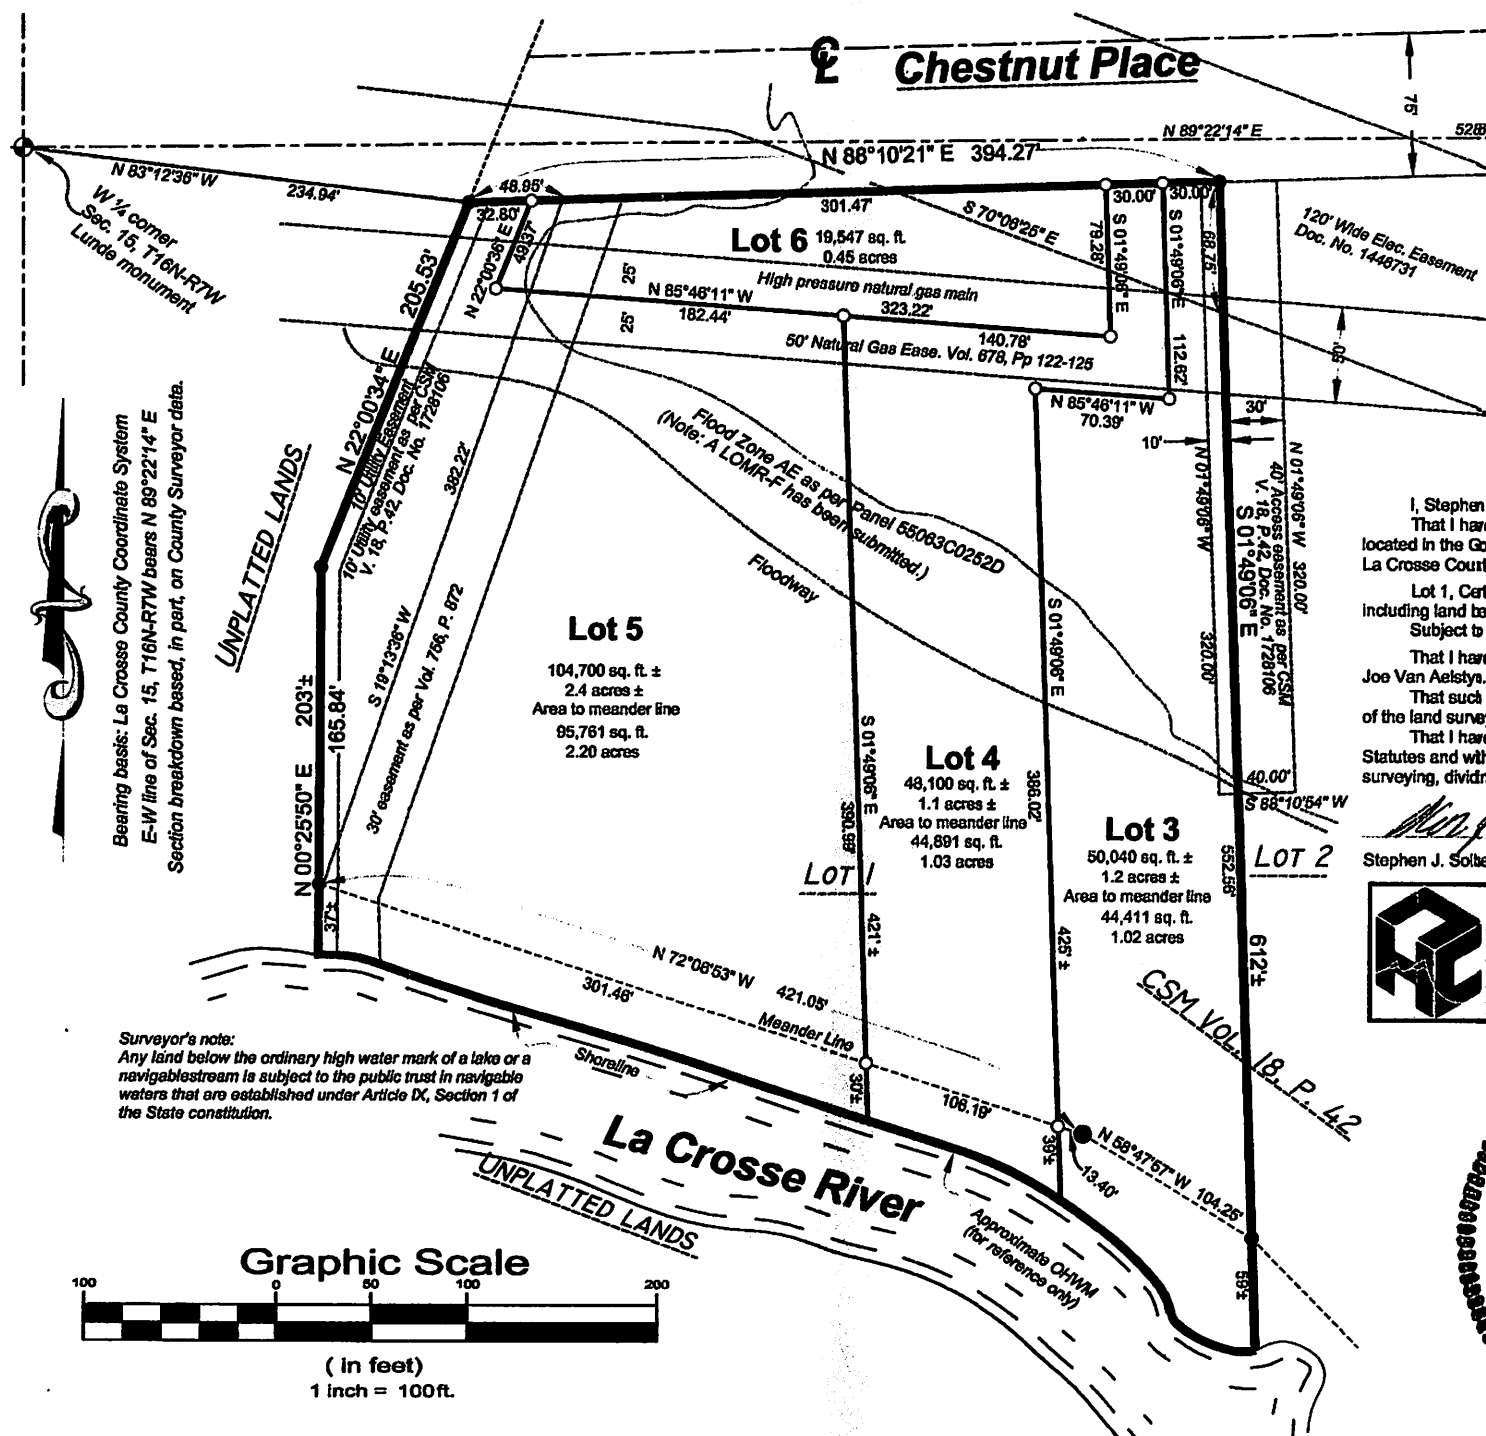 ℄ Chestnut Place
75'
N 89°22'14" E
528
N 88°10'21" E 394.27'
N 83°12'36" W
234.94'
W ¼ corner
Sec. 15, T16N-R7W
Lunde monument
48.95'
32.80'
N 22°00'36" E
49.37'
301.47'
30.00'
30.00'
Lot 6 19,547 sq. ft.
0.45 acres
S 70°06'25" E
79.28'
S 01°49'06" E
S 01°49'06" E
112.62'
68.75'
120' Wide Elec. Easement
Doc. No. 1446731
High pressure natural gas main
25'
25'
N 85°46'11" W
182.44'
323.22'
140.78'
50' Natural Gas Ease. Vol. 678, Pp 122-125
50'
N 85°46'11" W
70.39'
30'
10'
205.53'
N 22°00'34" E
10' Utility Easement
10' Utility easement as per CSM
V. 18, P.42, Doc. No. 1728106
382.22'
S 19°13'36" W
30' easement as per Vol. 756, P. 872
UNPLATTED LANDS
Bearing basis: La Crosse County Coordinate System
E-W line of Sec. 15, T16N-R7W bears N 89°22'14" E
Section breakdown based, in part, on County Surveyor data.
N 00°25'50" E 203'±
165.84'
37'±
Flood Zone AE as per Panel 55063C0252D
(Note: A LOMR-F has been submitted.)
Floodway
Lot 5
104,700 sq. ft. ±
2.4 acres ±
Area to meander line
95,761 sq. ft.
2.20 acres
S 01°49'06" E
390.99'
421' ±
30'±
Lot 4
48,100 sq. ft. ±
1.1 acres ±
Area to meander line
44,891 sq. ft.
1.03 acres
S 01°49'06" E
386.02'
425' ±
39'±
Lot 3
50,040 sq. ft. ±
1.2 acres ±
Area to meander line
44,411 sq. ft.
1.02 acres
N 01°49'06" W
320.00'
S 01°49'06" E
40' Access easement as per CSM
V. 18, P.42, Doc. No. 1728106
N 01°49'06" W 320.00'
40.00'
S 88°10'54" W
552.56'
612'±
59'±
LOT 1
LOT 2
CSM VOL. 18, P. 42
I, Stephen
That I have
located in the Go
La Crosse Count
Lot 1, Cert
including land be
Subject to
That I have
Joe Van Aelstyn.
That such
of the land surve
That I have
Statutes and with
surveying, dividin
Stephen J. Solbe
N 72°06'53" W 421.05'
301.46'
Meander Line
106.19'
N 58°47'57" W 104.25'
13.40'
Shoreline
Surveyor's note:
Any land below the ordinary high water mark of a lake or a
navigablestream is subject to the public trust in navigable
waters that are established under Article IX, Section 1 of
the State constitution.
La Crosse River
UNPLATTED LANDS
Approximate OHWM
(for reference only)
Graphic Scale
100 0 50 100 200
( in feet)
1 inch = 100 ft.